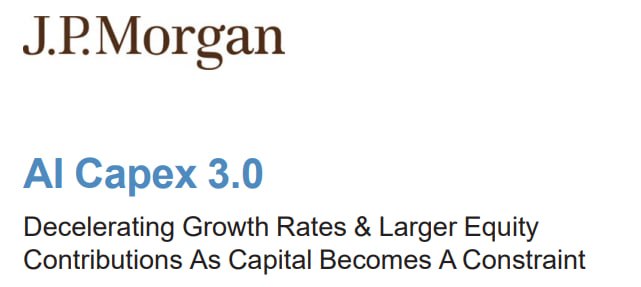 J.P.Morgan
AI Capex 3.0
Decelerating Growth Rates & Larger Equity
Contributions As Capital Becomes A Constraint